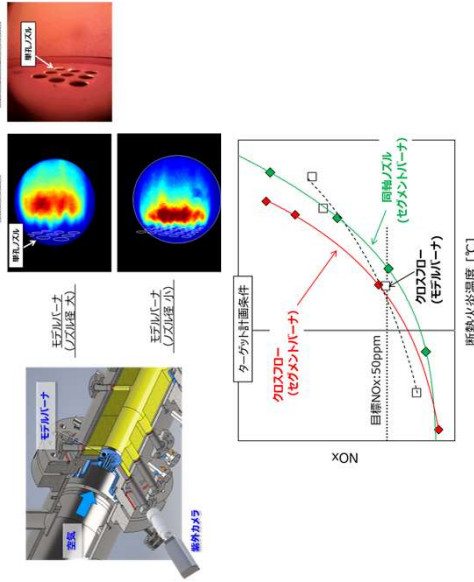 単孔ノズル
単孔ノズル
モデルバーナ
(ノズル径 大)
モデルバーナ
(ノズル径 小)
モデルバーナ
空気
紫外カメラ
ターゲット計画条件
クロスフロー
(セグメントバーナ)
同軸ノズル
(セグメントバーナ)
クロスフロー
(モデルバーナ)
目標NOx:50ppm
NOx
断熱火炎温度 [℃]